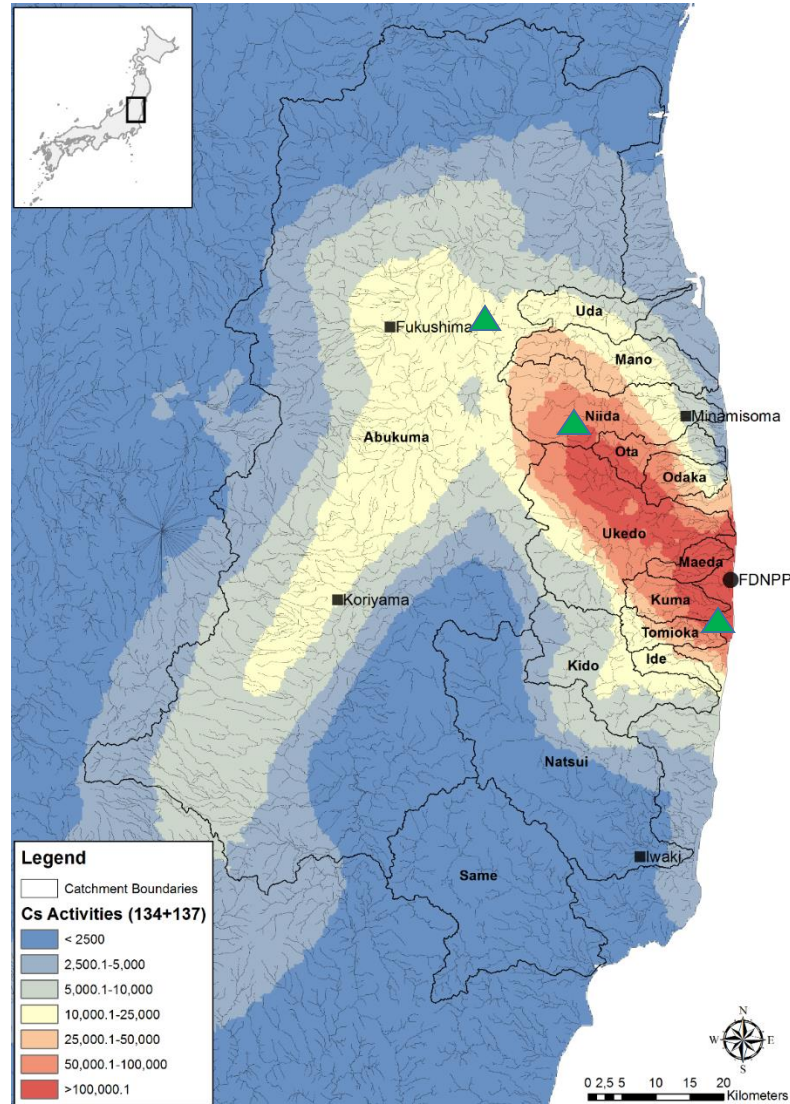 Uda
Fukushima
Mano
Niida
Minamisoma
Abukuma
Ota
Odaka
Ukedo
Maeda
FDNPP
Kuma
Koriyama
Tomioka
Ide
Kido
Natsui
Iwaki
Same
Legend
Catchment Boundaries
Cs Activities (134+137)
< 2500
2,500.1-5,000
5,000.1-10,000
10,000.1-25,000
25,000.1-50,000
50,000.1-100,000
>100,000.1
N
W E
S
0 2,5 5 10 15 20
Kilometers